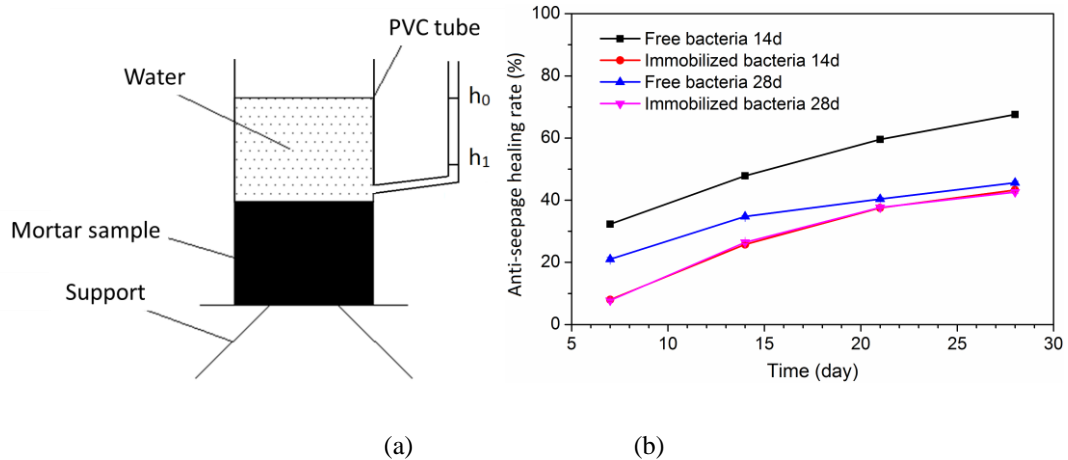 PVC tube
Water
h0
h1
Mortar sample
Support
(a)
Anti-seepage healing rate (%)
100
80
60
40
20
0
Free bacteria 14d
Immobilized bacteria 14d
Free bacteria 28d
Immobilized bacteria 28d
5 10 15 20 25 30
Time (day)
(b)